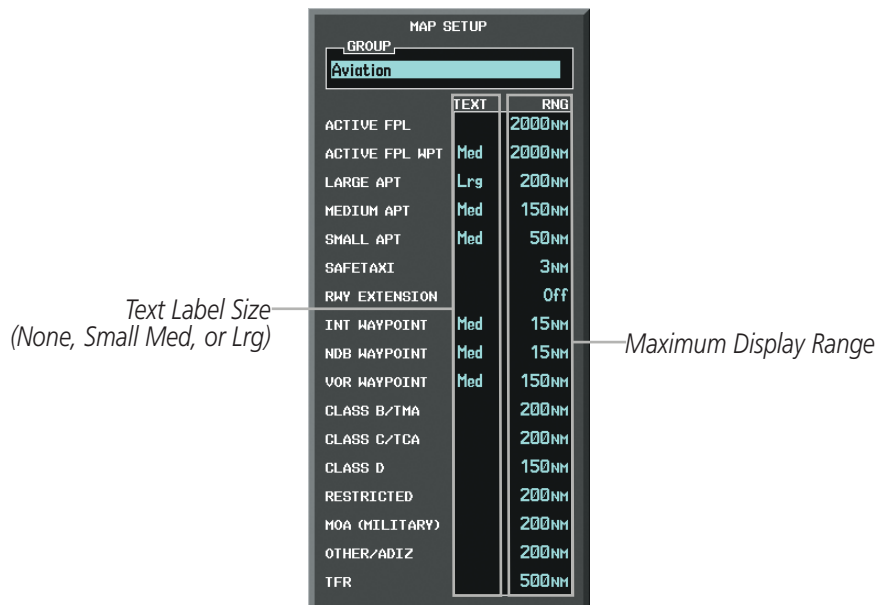 MAP SETUP
GROUP
Aviation
TEXT RNG
ACTIVE FPL 2000NM
ACTIVE FPL WPT Med 2000NM
LARGE APT Lrg 200NM
MEDIUM APT Med 150NM
SMALL APT Med 50NM
SAFETAXI 3NM
RWY EXTENSION Off
INT WAYPOINT Med 15NM
NDB WAYPOINT Med 15NM
VOR WAYPOINT Med 150NM
CLASS B/TMA 200NM
CLASS C/TCA 200NM
CLASS D 150NM
RESTRICTED 200NM
MOA (MILITARY) 200NM
OTHER/ADIZ 200NM
TFR 500NM
Text Label Size
(None, Small Med, or Lrg)
Maximum Display Range